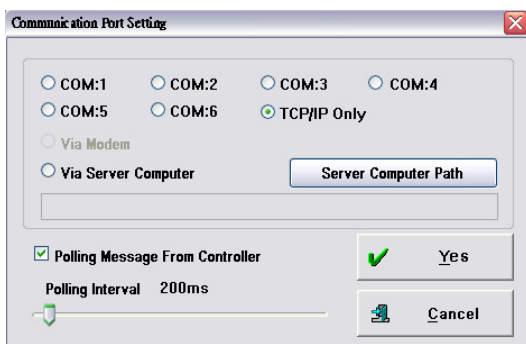 Communication Port Setting
COM:1 COM:2 COM:3 COM:4
COM:5 COM:6 TCP/IP Only
Via Modem
Via Server Computer Server Computer Path
Polling Message From Controller Yes
Polling Interval 200ms
Cancel